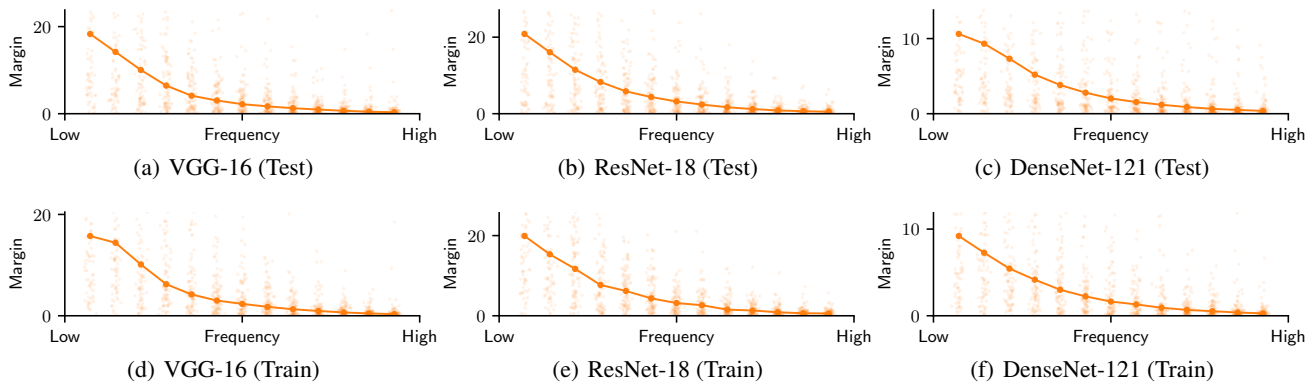 20
Margin
0
Low Frequency High
(a) VGG-16 (Test)
20
Margin
0
Low Frequency High
(b) ResNet-18 (Test)
10
Margin
0
Low Frequency High
(c) DenseNet-121 (Test)
20
Margin
0
Low Frequency High
(d) VGG-16 (Train)
20
Margin
0
Low Frequency High
(e) ResNet-18 (Train)
10
Margin
0
Low Frequency High
(f) DenseNet-121 (Train)